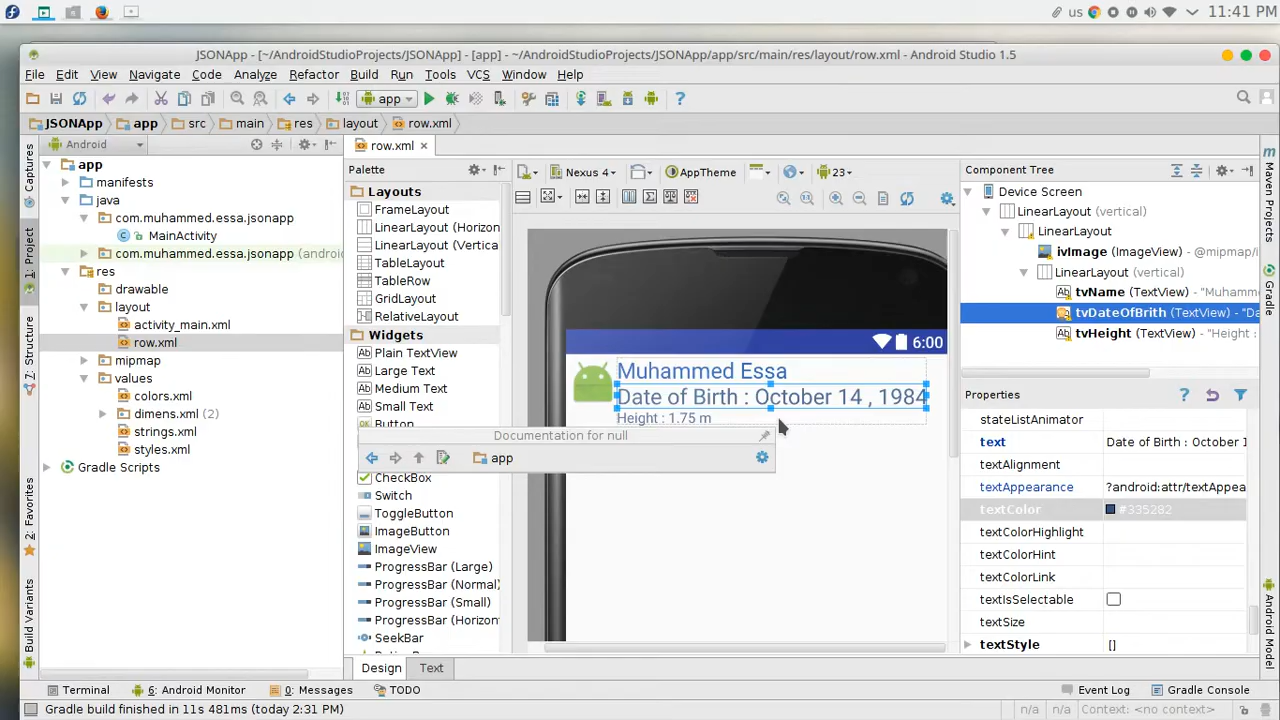 us
11:41 PM
JSONApp - [~/AndroidStudioProjects/JSONApp] - [app] - ~/AndroidStudioProjects/JSONApp/app/src/main/res/layout/row.xml - Android Studio 1.5
File Edit View Navigate Code Analyze Refactor Build Run Tools VCS Window Help
app
JSONApp app src main res layout row.xml
Captures
1: Project
7: Structure
2: Favorites
Build Variants
Android
app
manifests
java
com.muhammed.essa.jsonapp
MainActivity
com.muhammed.essa.jsonapp (androi
res
drawable
layout
activity_main.xml
row.xml
mipmap
values
colors.xml
dimens.xml (2)
strings.xml
styles.xml
Gradle Scripts
row.xml
Palette
Layouts
FrameLayout
LinearLayout (Horizon
LinearLayout (Vertica
TableLayout
TableRow
GridLayout
RelativeLayout
Widgets
Plain TextView
Large Text
Medium Text
Small Text
Button
CheckBox
Switch
ToggleButton
ImageButton
ImageView
ProgressBar (Large)
ProgressBar (Normal)
ProgressBar (Small)
ProgressBar (Horizon
SeekBar
Documentation for null
app
Nexus 4
AppTheme
23
6:00
Muhammed Essa
Date of Birth : October 14 , 1984
Height : 1.75 m
Component Tree
Device Screen
LinearLayout (vertical)
LinearLayout
ivImage (ImageView) - @mipmap/i
LinearLayout (vertical)
tvName (TextView) - "Muhamm
tvDateOfBrith (TextView) - "Da
tvHeight (TextView) - "Height :
Properties
stateListAnimator
text Date of Birth : October 1
textAlignment
textAppearance ?android:attr/textAppea
textColor #335282
textColorHighlight
textColorHint
textColorLink
textIsSelectable
textSize
textStyle []
Maven Projects
Gradle
Android Model
Design Text
Terminal 6: Android Monitor 0: Messages TODO Event Log Gradle Console
Gradle build finished in 11s 481ms (today 2:31 PM) n/a n/a Context: <no context>